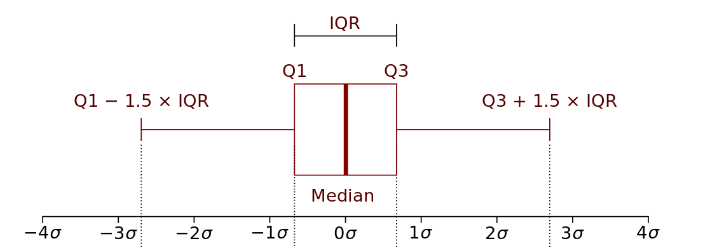 IQR
Q1
Q3
Q1 − 1.5 × IQR
Q3 + 1.5 × IQR
Median
−4σ −3σ −2σ −1σ 0σ 1σ 2σ 3σ 4σ